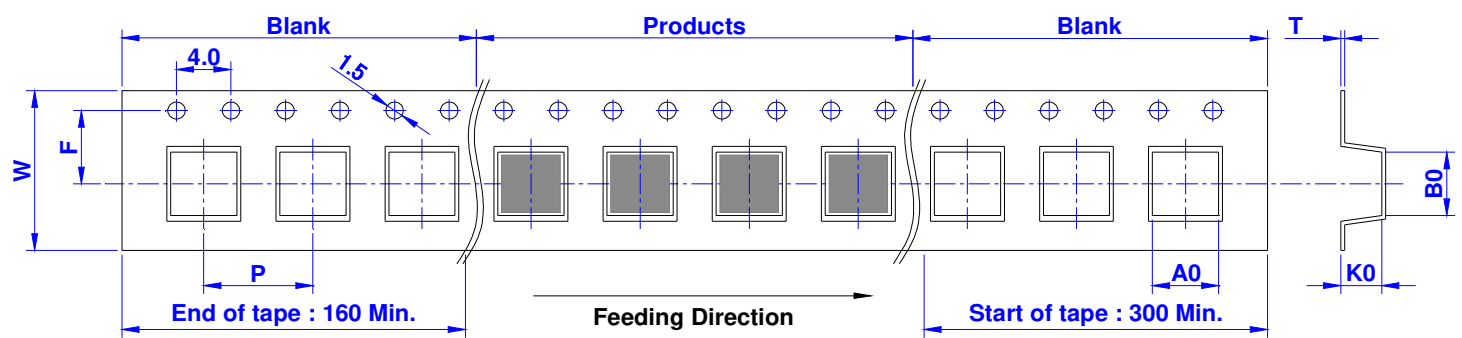 Blank
Products
Blank
T
4.0
1.5
F
W
B0
P
A0
K0
End of tape : 160 Min.
Feeding Direction
Start of tape : 300 Min.